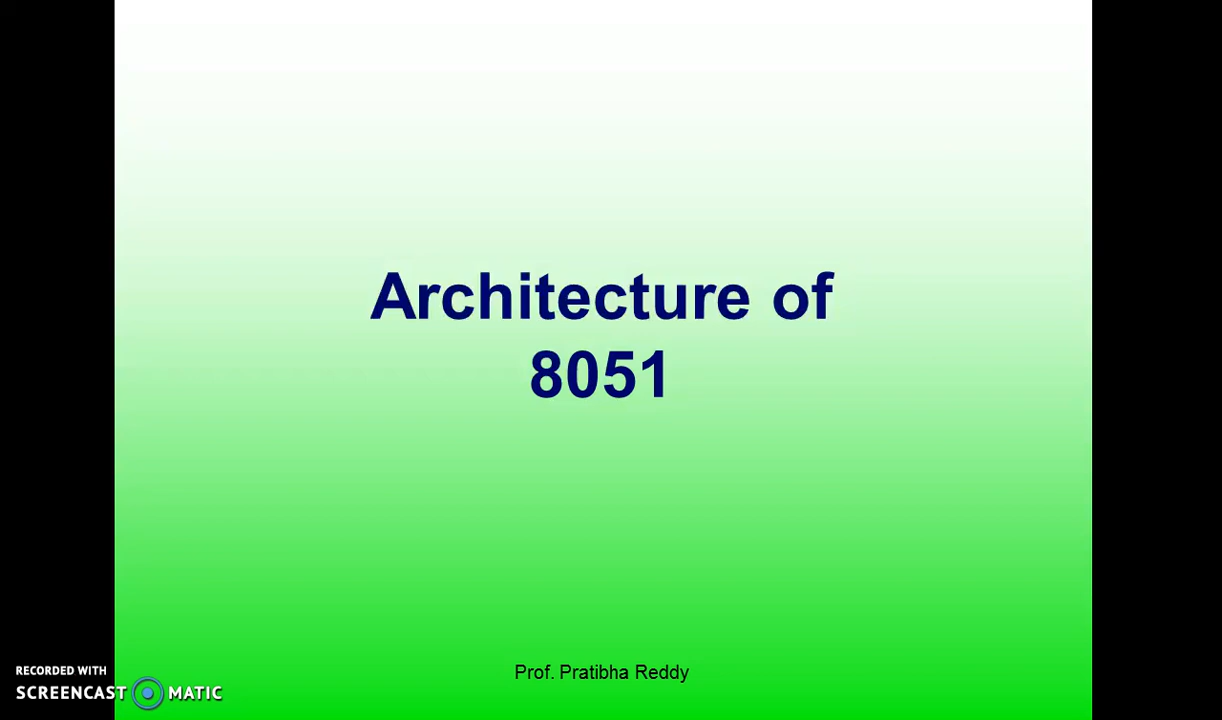 Architecture of
8051
Prof. Pratibha Reddy
RECORDED WITH
SCREENCAST MATIC